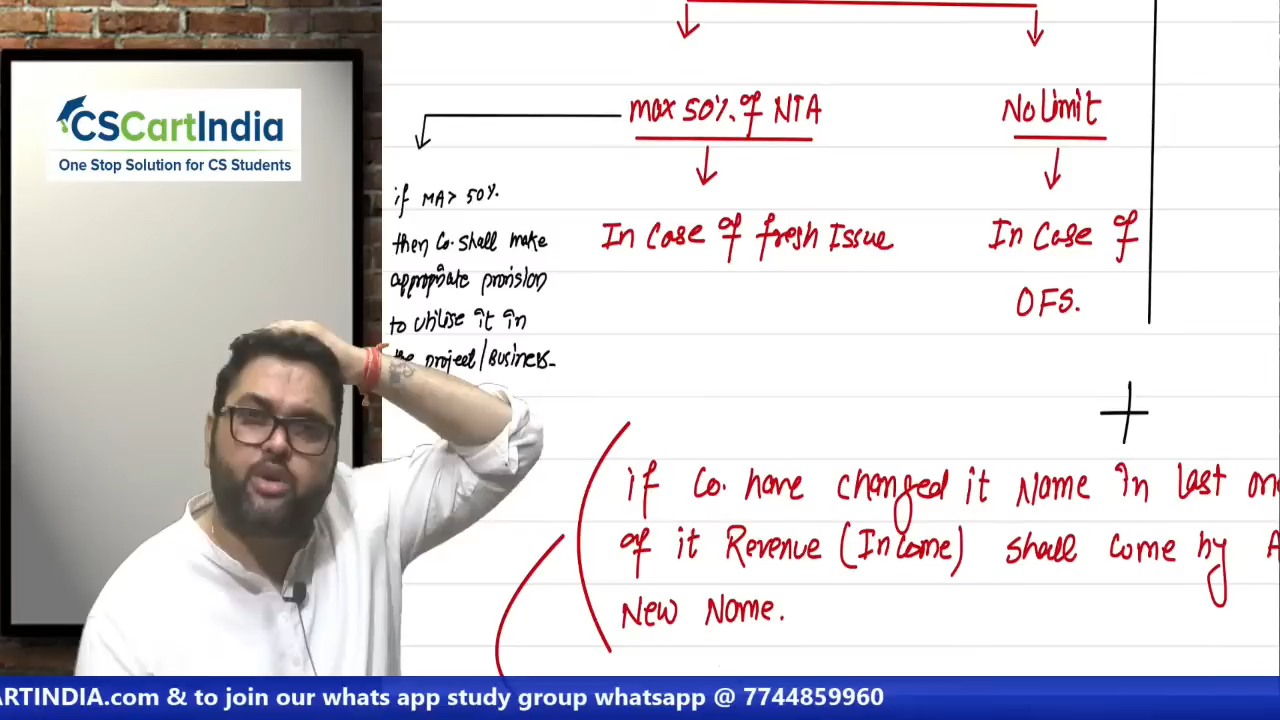 CSCartIndia
One Stop Solution for CS Students
max 50% of NTA
No Limit
if MA > 50%.
then Co. shall make
appropriate provision
to utilise it in
the project/Business-
In Case of fresh Issue
In Case of
OFS.
if Co. have changed it Name in last
of it Revenue (Income) shall come by
New Name.
ARTINDIA.com & to join our whats app study group whatsapp @ 7744859960